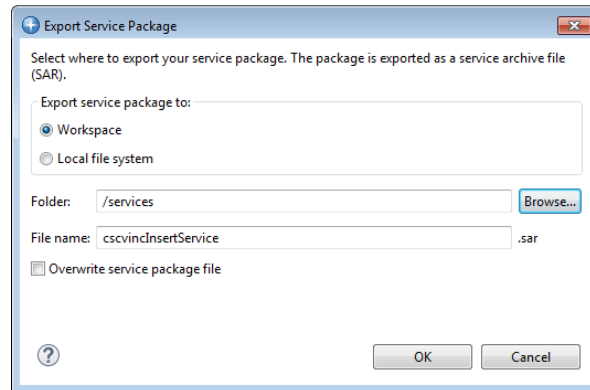 Export Service Package
Select where to export your service package. The package is exported as a service archive file
(SAR).
Export service package to:
Workspace
Local file system
Folder: /services Browse...
File name: cscvincInsertService .sar
Overwrite service package file
? OK Cancel